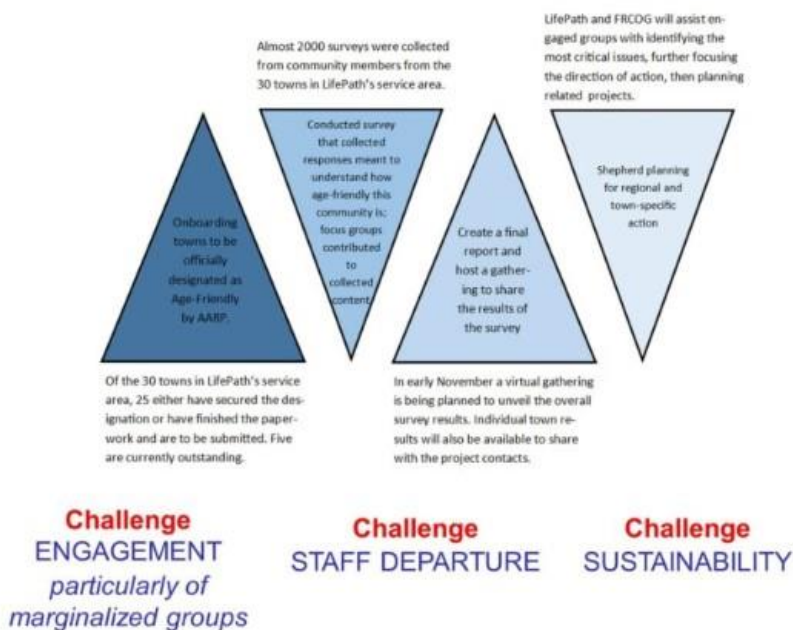 Almost 2000 surveys were collected
from community members from the
30 towns in LifePath's service area.
LifePath and FRCOG will assist en-
gaged groups with identifying the
most critical issues, further focusing
the direction of action, then planning
related projects.
Onboarding
towns to be
officially
designated as
Age-Friendly
by AARP.
Conducted survey
that collected
responses meant to
understand how
age-friendly this
community is;
focus groups
contributed
to
collected
content.
Create a final
report and
host a gather-
ing to share
the results of
the survey
Shepherd planning
for regional and
town-specific
action
Of the 30 towns in LifePath's service
area, 25 either have secured the des-
ignation or have finished the paper-
work and are to be submitted. Five
are currently outstanding.
In early November a virtual gathering
is being planned to unveil the overall
survey results. Individual town re-
sults will also be available to share
with the project contacts.
Challenge
ENGAGEMENT
particularly of
marginalized groups
Challenge
STAFF DEPARTURE
Challenge
SUSTAINABILITY